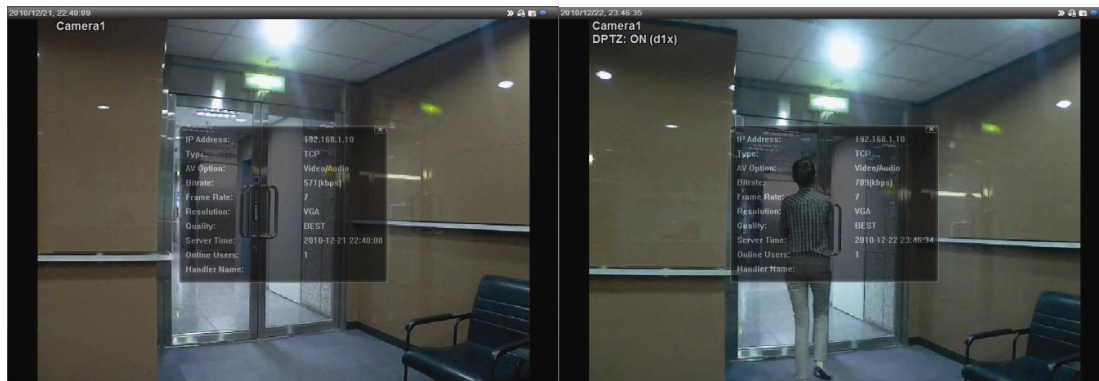 2010/12/21, 22:40:09
Camera1
IP Address: 192.168.1.10
Type: TCP
AV Option: Video/Audio
Bitrate: 571(kbps)
Frame Rate: 7
Resolution: VGA
Quality: BEST
Server Time: 2010-12-21 22:40:08
Online Users: 1
Handler Name:
2010/12/22, 23:46:35
Camera1
DPTZ: ON (d1x)
IP Address: 192.168.1.10
Type: TCP
AV Option: Video/Audio
Bitrate: 789(kbps)
Frame Rate: 7
Resolution: VGA
Quality: BEST
Server Time: 2010-12-22 23:46:34
Online Users: 1
Handler Name: